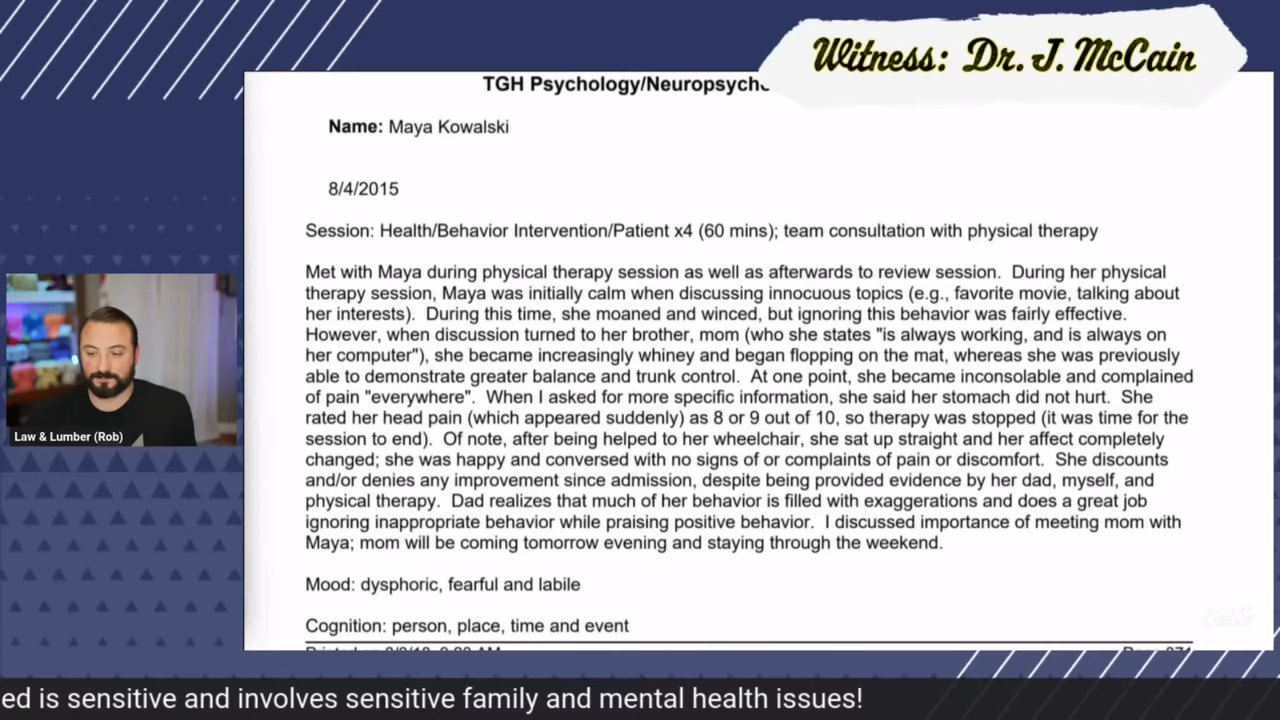 Witness: Dr. J. McCain
TGH
Name: Maya Kowalski
8/4/2015
Session: Health/Behavior Intervention/Patient x4 (60 mins); team consultation with physical therapy
Met with Maya during physical therapy session as well as afterwards to review session. During her physical
therapy session, Maya was initially calm when discussing innocuous topics (e.g., favorite movie, talking about
her interests). During this time, she moaned and winced, but ignoring this behavior was fairly effective.
However, when discussion turned to her brother, mom (who she states "is always working, and is always on
her computer"), she became increasingly whiney and began flopping on the mat, whereas she was previously
able to demonstrate greater balance and trunk control. At one point, she became inconsolable and complained
of pain "everywhere". When I asked for more specific information, she said her stomach did not hurt. She
rated her head pain (which appeared suddenly) as 8 or 9 out of 10, so therapy was stopped (it was time for the
session to end). Of note, after being helped to her wheelchair, she sat up straight and her affect completely
changed; she was happy and conversed with no signs of or complaints of pain or discomfort. She discounts
and/or denies any improvement since admission, despite being provided evidence by her dad, myself, and
physical therapy. Dad realizes that much of her behavior is filled with exaggerations and does a great job
ignoring inappropriate behavior while praising positive behavior. I discussed importance of meeting mom with
Maya; mom will be coming tomorrow evening and staying through the weekend.
Mood: dysphoric, fearful and labile
Cognition: person, place, time and event
Law & Lumber (Rob)
ed is sensitive and involves sensitive family and mental health issues!